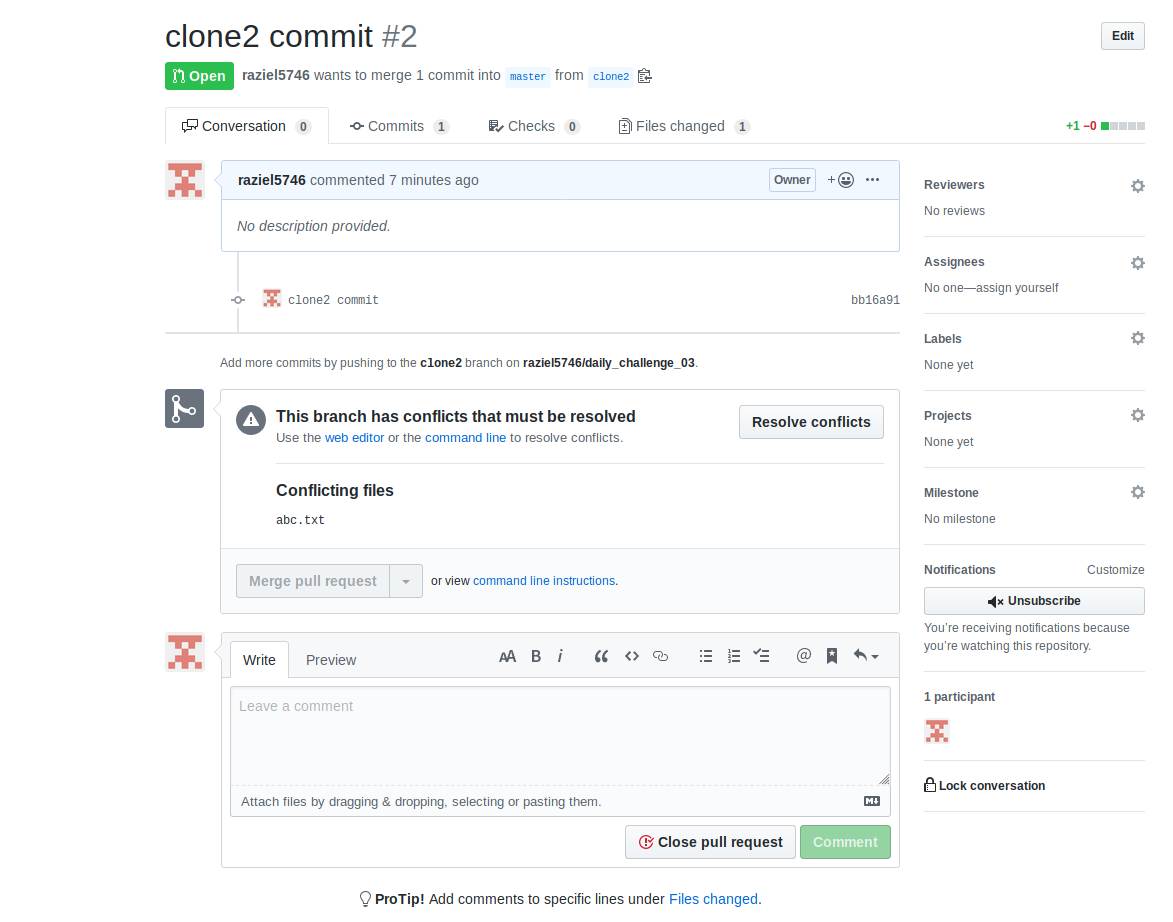 clone2 commit #2
Edit
Open raziel5746 wants to merge 1 commit into master from clone2
Conversation 0 Commits 1 Checks 0 Files changed 1 +1 −0
raziel5746 commented 7 minutes ago Owner +
No description provided.
clone2 commit bb16a91
Add more commits by pushing to the clone2 branch on raziel5746/daily_challenge_03.
This branch has conflicts that must be resolved
Use the web editor or the command line to resolve conflicts.
Resolve conflicts
Conflicting files
abc.txt
Merge pull request or view command line instructions.
Write Preview AA B i
Leave a comment
Attach files by dragging & dropping, selecting or pasting them.
Close pull request Comment
ProTip! Add comments to specific lines under Files changed.
Reviewers
No reviews
Assignees
No one—assign yourself
Labels
None yet
Projects
None yet
Milestone
No milestone
Notifications Customize
Unsubscribe
You’re receiving notifications because
you’re watching this repository.
1 participant
Lock conversation